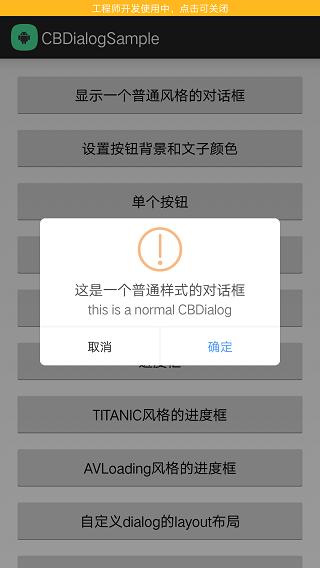 工程师开发使用中，点击可关闭
CBDialogSample
显示一个普通风格的对话框
设置按钮背景和文子颜色
单个按钮
这是一个普通样式的对话框
this is a normal CBDialog
取消
确定
TITANIC风格的进度框
AVLoading风格的进度框
自定义dialog的layout布局